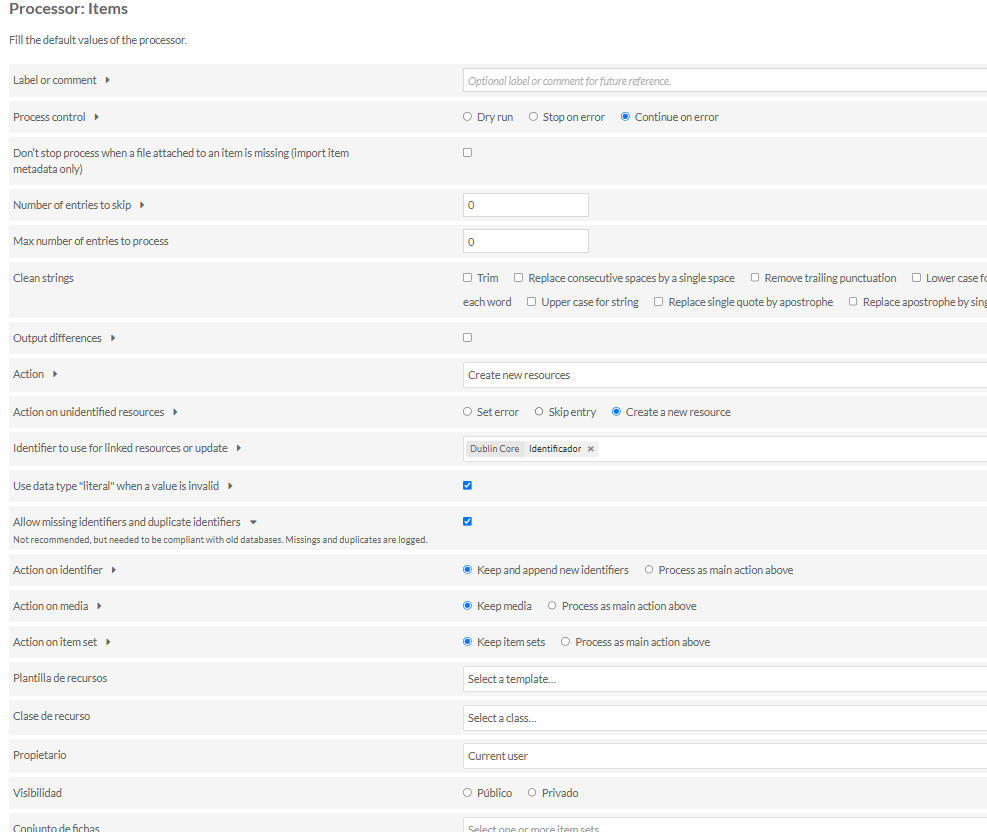 Processor: Items
Fill the default values of the processor.
Label or comment
Optional label or comment for future reference.
Process control
Dry run Stop on error Continue on error
Don't stop process when a file attached to an item is missing (import item
metadata only)
Number of entries to skip
0
Max number of entries to process
0
Clean strings
Trim Replace consecutive spaces by a single space Remove trailing punctuation Lower case fo
each word Upper case for string Replace single quote by apostrophe Replace apostrophe by sing
Output differences
Action
Create new resources
Action on unidentified resources
Set error Skip entry Create a new resource
Identifier to use for linked resources or update
Dublin Core Identificador ×
Use data type "literal" when a value is invalid
Allow missing identifiers and duplicate identifiers
Not recommended, but needed to be compliant with old databases. Missings and duplicates are logged.
Action on identifier
Keep and append new identifiers Process as main action above
Action on media
Keep media Process as main action above
Action on item set
Keep item sets Process as main action above
Plantilla de recursos
Select a template…
Clase de recurso
Select a class…
Propietario
Current user
Visibilidad
Público Privado
Conjunto de fichas
Select one or more item sets